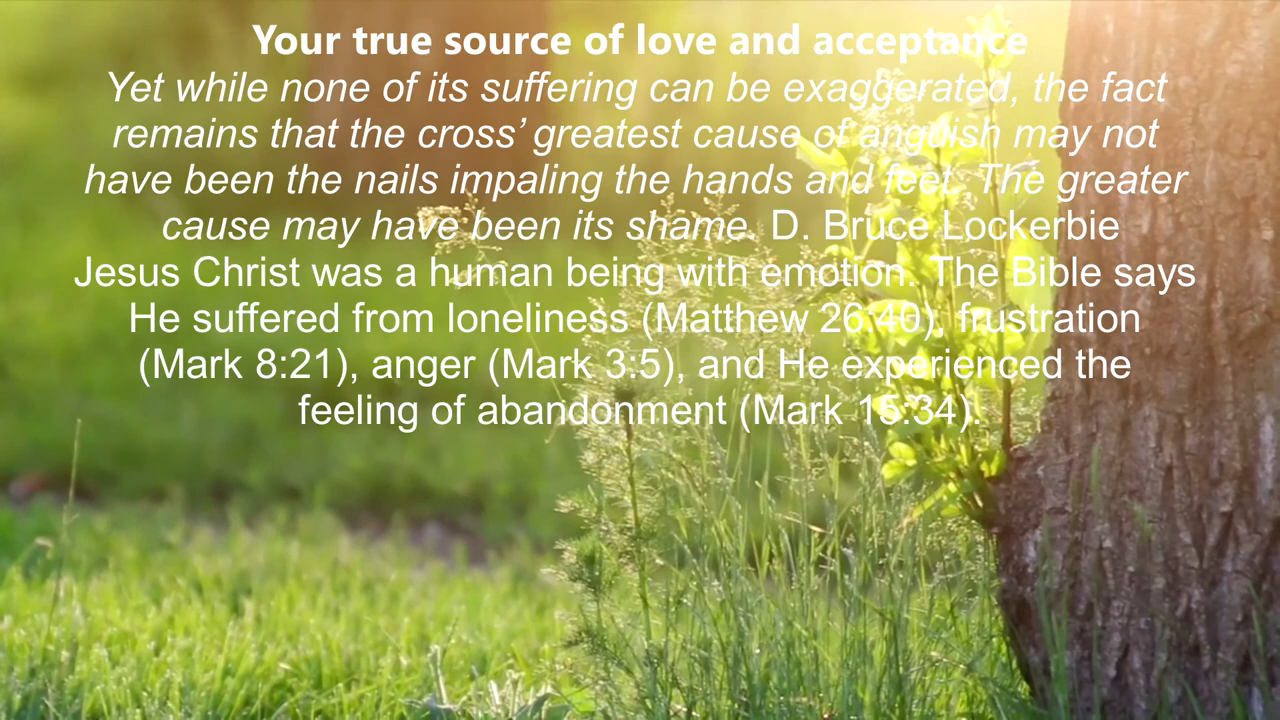 Your true source of love and acceptance
Yet while none of its suffering can be exaggerated, the fact
remains that the cross’ greatest cause of anguish may not
have been the nails impaling the hands and feet. The greater
cause may have been its shame. D. Bruce Lockerbie
Jesus Christ was a human being with emotion. The Bible says
He suffered from loneliness (Matthew 26:40), frustration
(Mark 8:21), anger (Mark 3:5), and He experienced the
feeling of abandonment (Mark 15:34).